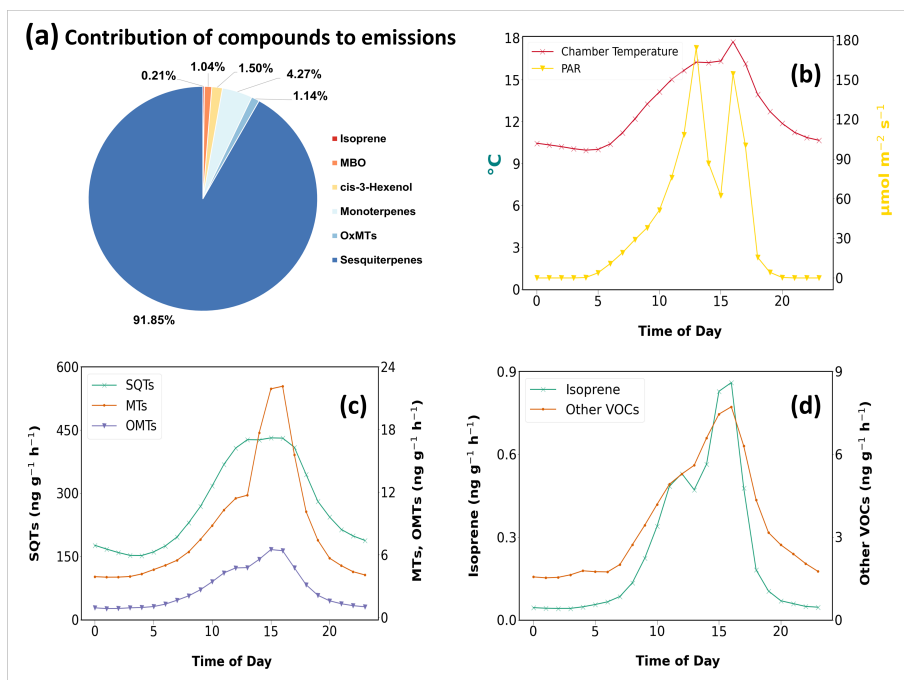 (a) Contribution of compounds to emissions
0.21%
1.04%
1.50%
4.27%
1.14%
91.85%
Isoprene
MBO
cis-3-Hexenol
Monoterpenes
OxMTs
Sesquiterpenes
(b)
Chamber Temperature
PAR
18
15
12
9
6
3
0
°C
180
150
120
90
60
30
0
μmol m⁻² s⁻¹
0 5 10 15 20
Time of Day
(c)
SQTs
MTs
OMTs
600
450
300
150
0
SQTs (ng g⁻¹ h⁻¹)
24
18
12
6
0
MTs, OMTs (ng g⁻¹ h⁻¹)
0 5 10 15 20
Time of Day
(d)
Isoprene
Other VOCs
0.9
0.6
0.3
0.0
Isoprene (ng g⁻¹ h⁻¹)
9
6
3
0
Other VOCs (ng g⁻¹ h⁻¹)
0 5 10 15 20
Time of Day